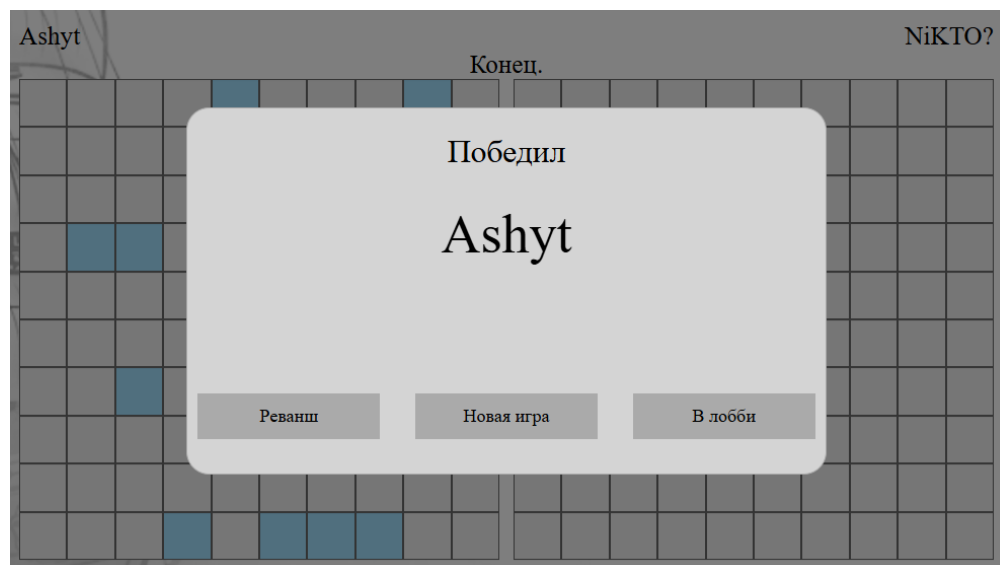 Ashyt
NiKTO?
Конец.
Победил
Ashyt
Реванш
Новая игра
В лобби